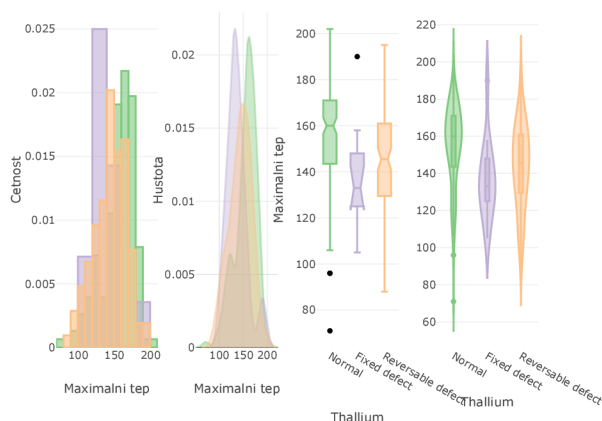 Cetnost
0.025
0.02
0.015
0.01
0.005
0
100
150
200
Maximalni tep
Hustota
0.02
0.015
0.01
0.005
0
100
150
200
Maximalni tep
Maximalni tep
200
180
160
140
120
100
80
Normal
Fixed defect
Reversable defect
Thallium
220
200
180
160
140
120
100
80
60
Normal
Fixed defect
Reversable defect
Thallium